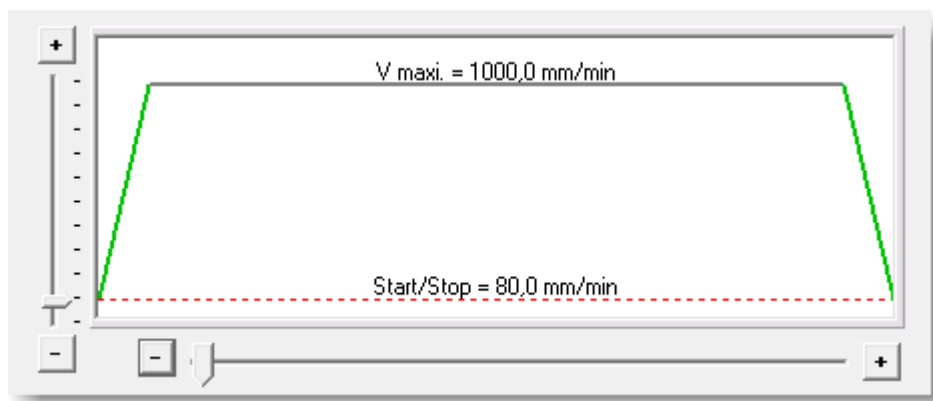 +
V maxi. = 1000,0 mm/min
Start/Stop = 80,0 mm/min
-
-
+